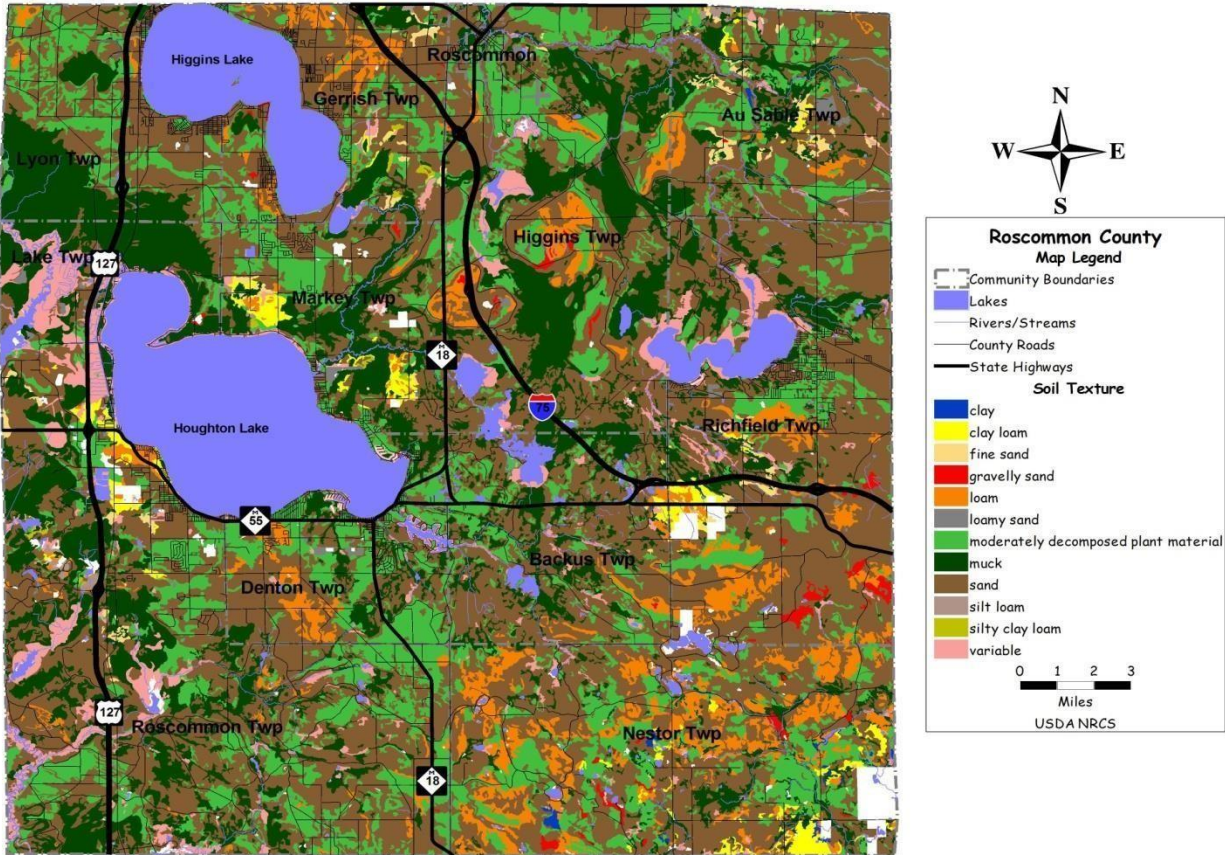 Higgins Lake
Roscommon
Gerrish Twp
Au Sable Twp
Lyon Twp
Higgins Twp
Lake Twp
127
Markey Twp
M
18
75
Houghton Lake
Richfield Twp
M
55
Backus Twp
Denton Twp
127
Roscommon Twp
Nestor Twp
M
18
N
W E
S
Roscommon County
Map Legend
Community Boundaries
Lakes
Rivers/Streams
County Roads
State Highways
Soil Texture
clay
clay loam
fine sand
gravelly sand
loam
loamy sand
moderately decomposed plant material
muck
sand
silt loam
silty clay loam
variable
0 1 2 3
Miles
USDA NRCS